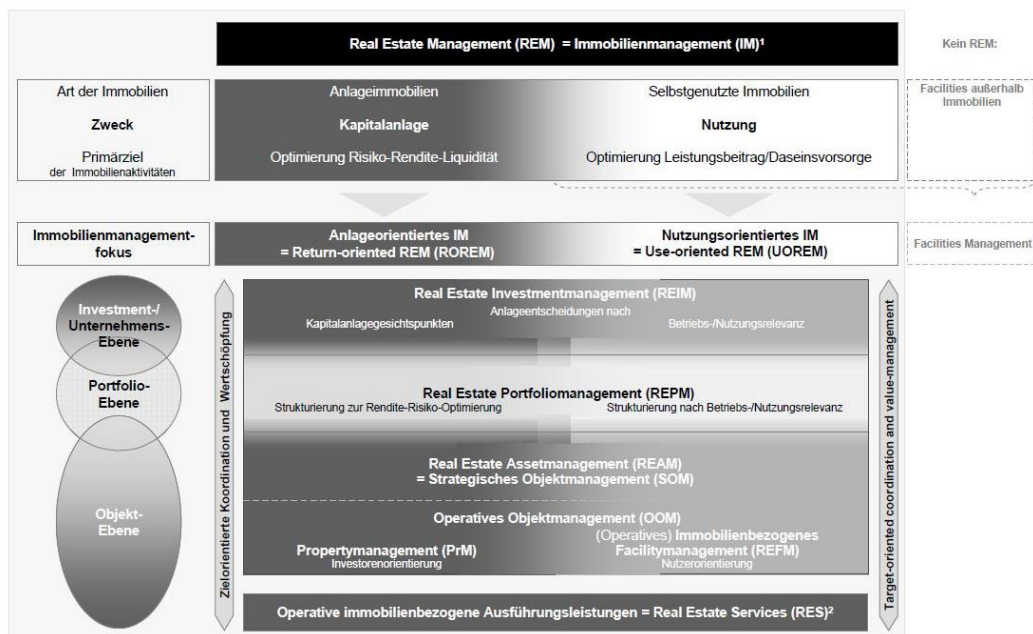 Real Estate Management (REM) = Immobilienmanagement (IM)¹
Kein REM:
Art der Immobilien
Zweck
Primärziel
der Immobilienaktivitäten
Anlageimmobilien
Kapitalanlage
Optimierung Risiko-Rendite-Liquidität
Selbstgenutzte Immobilien
Nutzung
Optimierung Leistungsbeitrag/Daseinsvorsorge
Facilities außerhalb
Immobilien
Immobilienmanagement-
fokus
Anlageorientiertes IM
= Return-oriented REM (ROREM)
Nutzungsorientiertes IM
= Use-oriented REM (UOREM)
Facilities Management
Investment-/
Unternehmens-
Ebene
Portfolio-
Ebene
Objekt-
Ebene
Zielorientierte Koordination und Wertschöpfung
Real Estate Investmentmanagement (REIM)
Anlageentscheidungen nach
Kapitalanlagegesichtspunkten
Betriebs-/Nutzungsrelevanz
Real Estate Portfoliomanagement (REPM)
Strukturierung zur Rendite-Risiko-Optimierung
Strukturierung nach Betriebs-/Nutzungsrelevanz
Real Estate Assetmanagement (REAM)
= Strategisches Objektmanagement (SOM)
Operatives Objektmanagement (OOM)
Propertymanagement (PrM)
Investorenorientierung
(Operatives) Immobilienbezogenes
Facilitymanagement (REFM)
Nutzerorientierung
Target-oriented coordination and value-management
Operative immobilienbezogene Ausführungsleistungen = Real Estate Services (RES)²